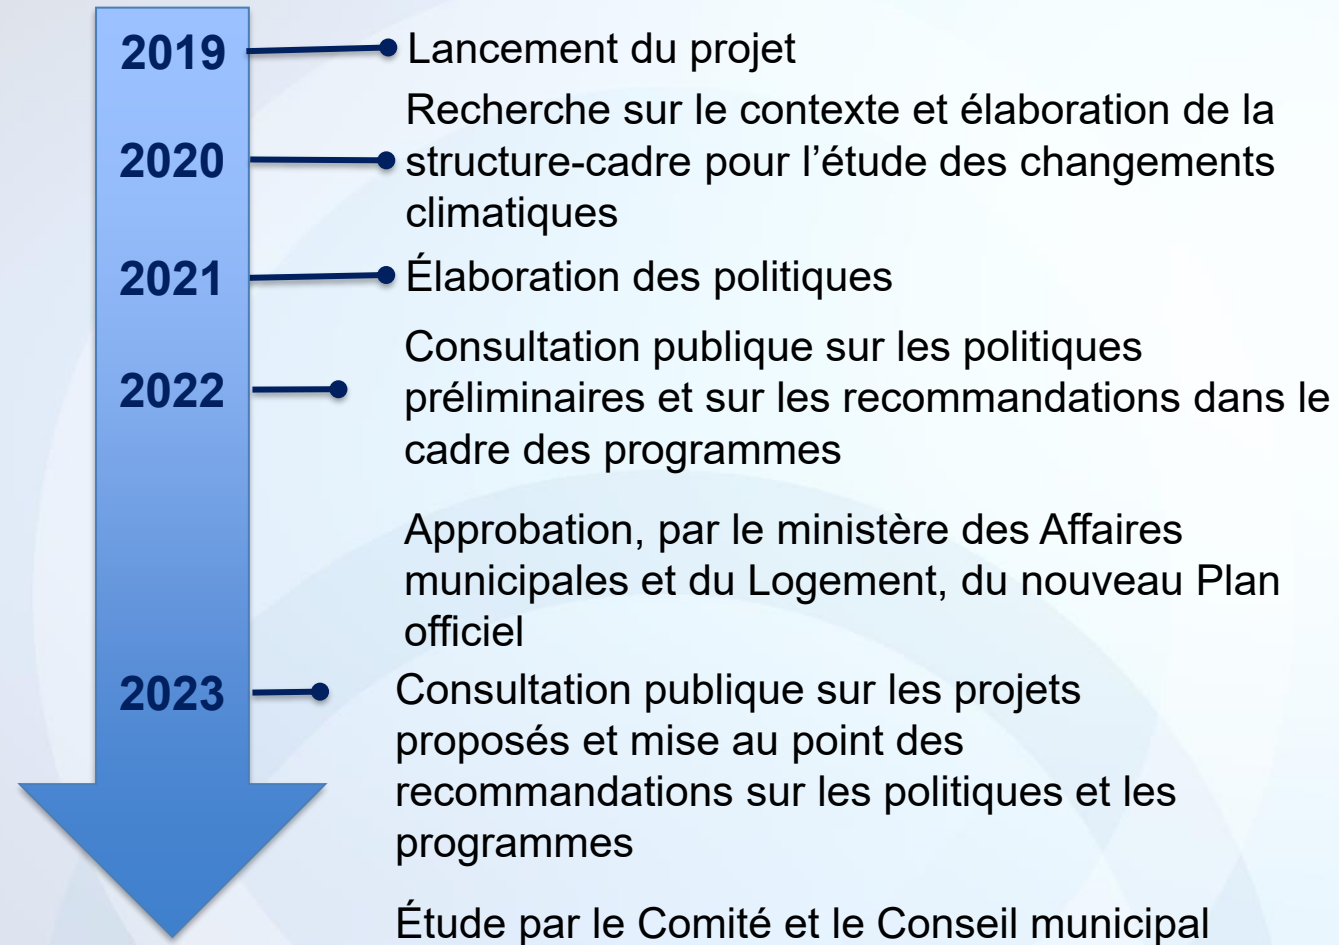 2019
Lancement du projet
2020
Recherche sur le contexte et élaboration de la
structure-cadre pour l’étude des changements
climatiques
2021
Élaboration des politiques
2022
Consultation publique sur les politiques
préliminaires et sur les recommandations dans le
cadre des programmes
Approbation, par le ministère des Affaires
municipales et du Logement, du nouveau Plan
officiel
2023
Consultation publique sur les projets
proposés et mise au point des
recommandations sur les politiques et les
programmes
Étude par le Comité et le Conseil municipal